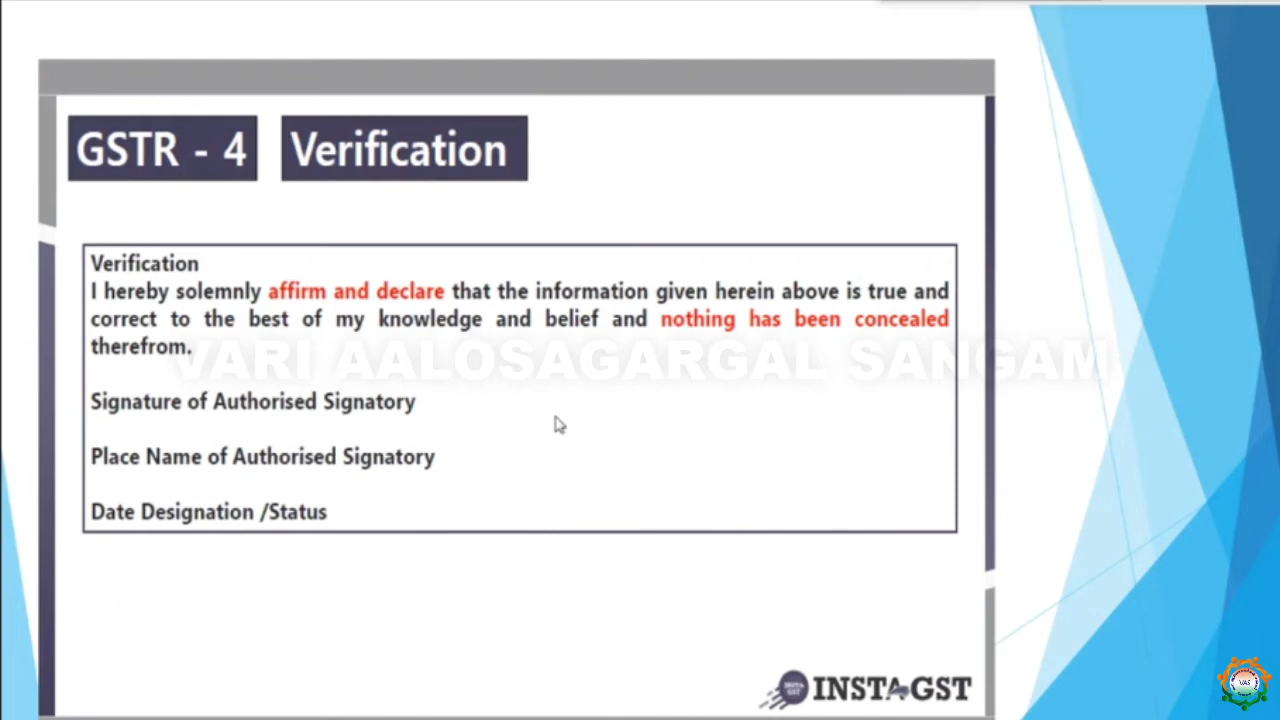 GSTR - 4 Verification
Verification
I hereby solemnly affirm and declare that the information given herein above is true and
correct to the best of my knowledge and belief and nothing has been concealed
therefrom.
VARI AALOSAGARGAL SANGAM
Signature of Authorised Signatory
Place Name of Authorised Signatory
Date Designation /Status
INSTAGST
VAS